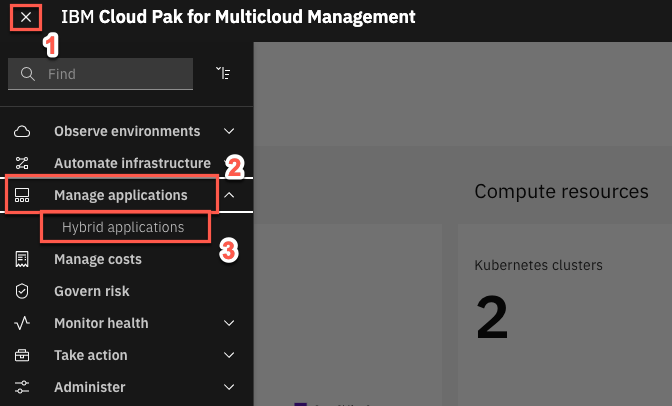 IBM Cloud Pak for Multicloud Management
1
Find
Observe environments
Automate infrastructure
2
Manage applications
Hybrid applications
3
Manage costs
Govern risk
Monitor health
Take action
Administer
Compute resources
Kubernetes clusters
2